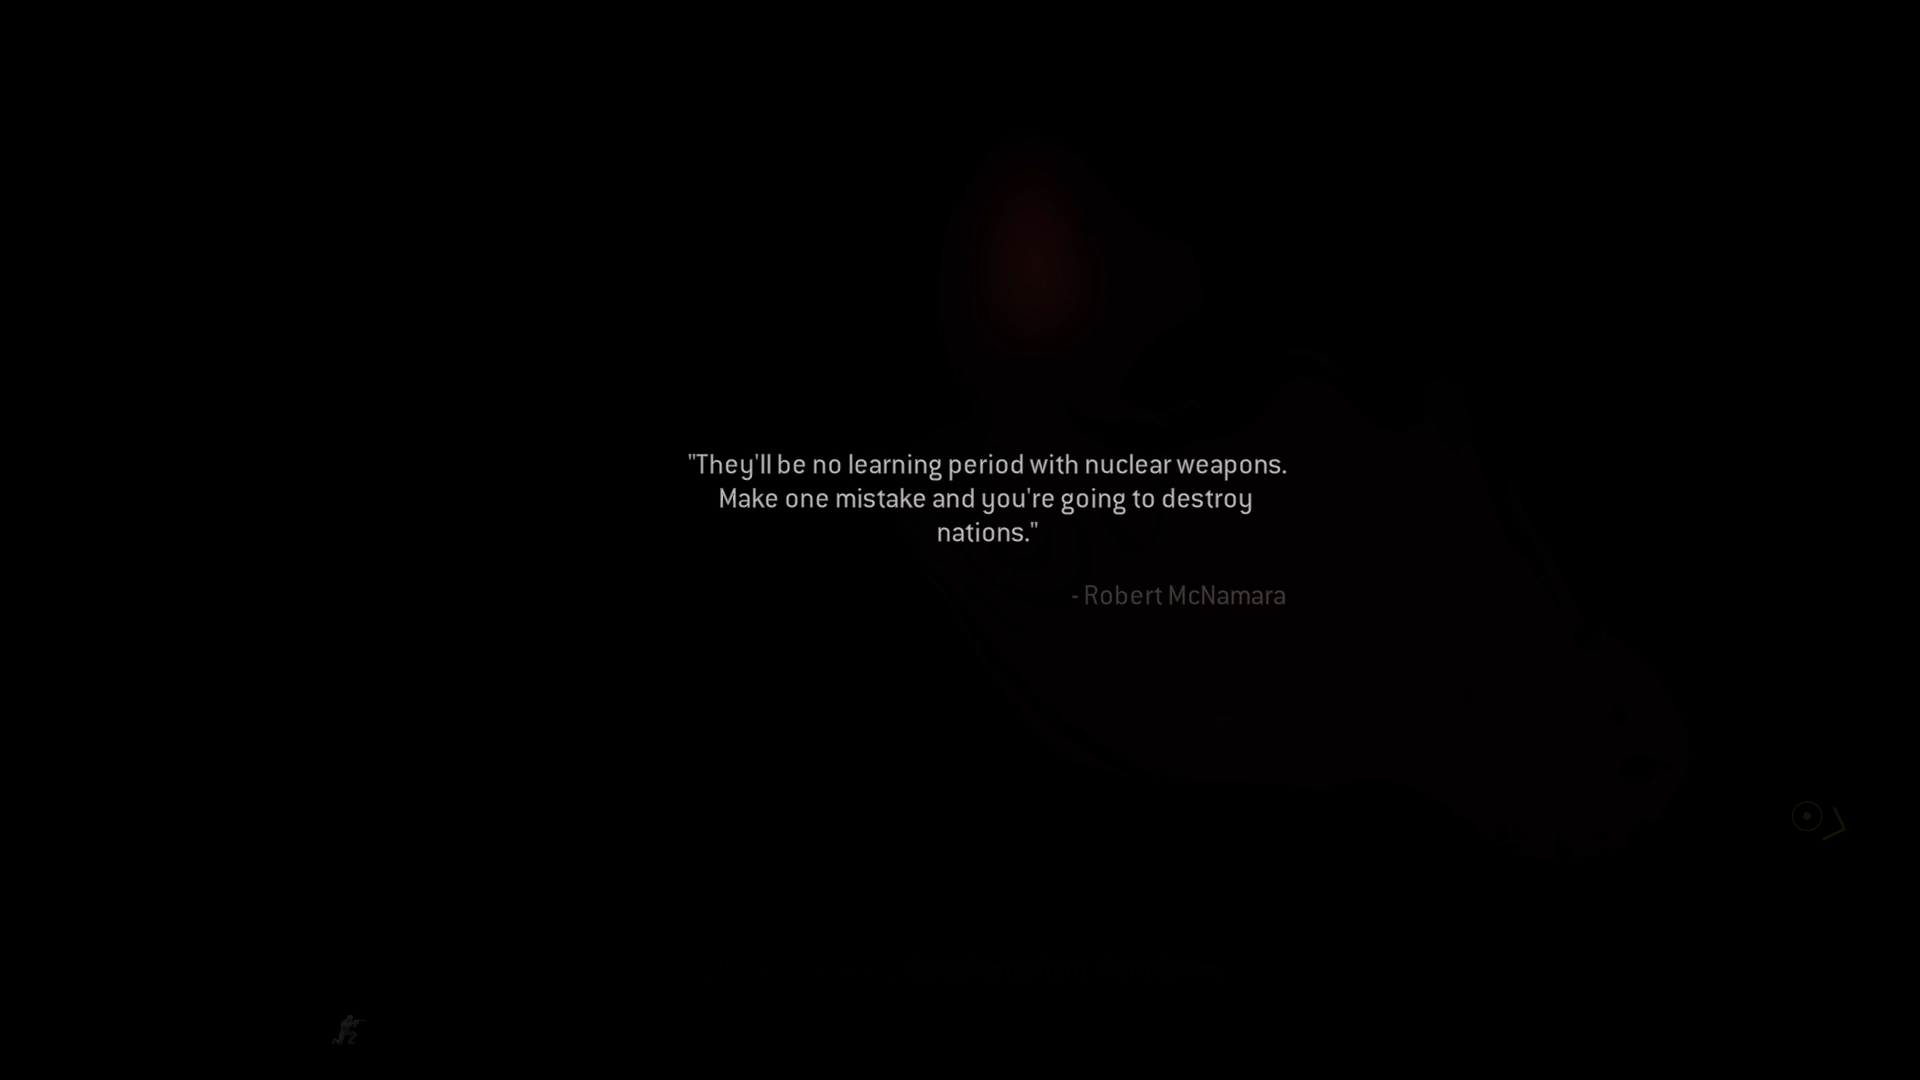 "They'll be no learning period with nuclear weapons.
Make one mistake and you're going to destroy
nations."
- Robert McNamara